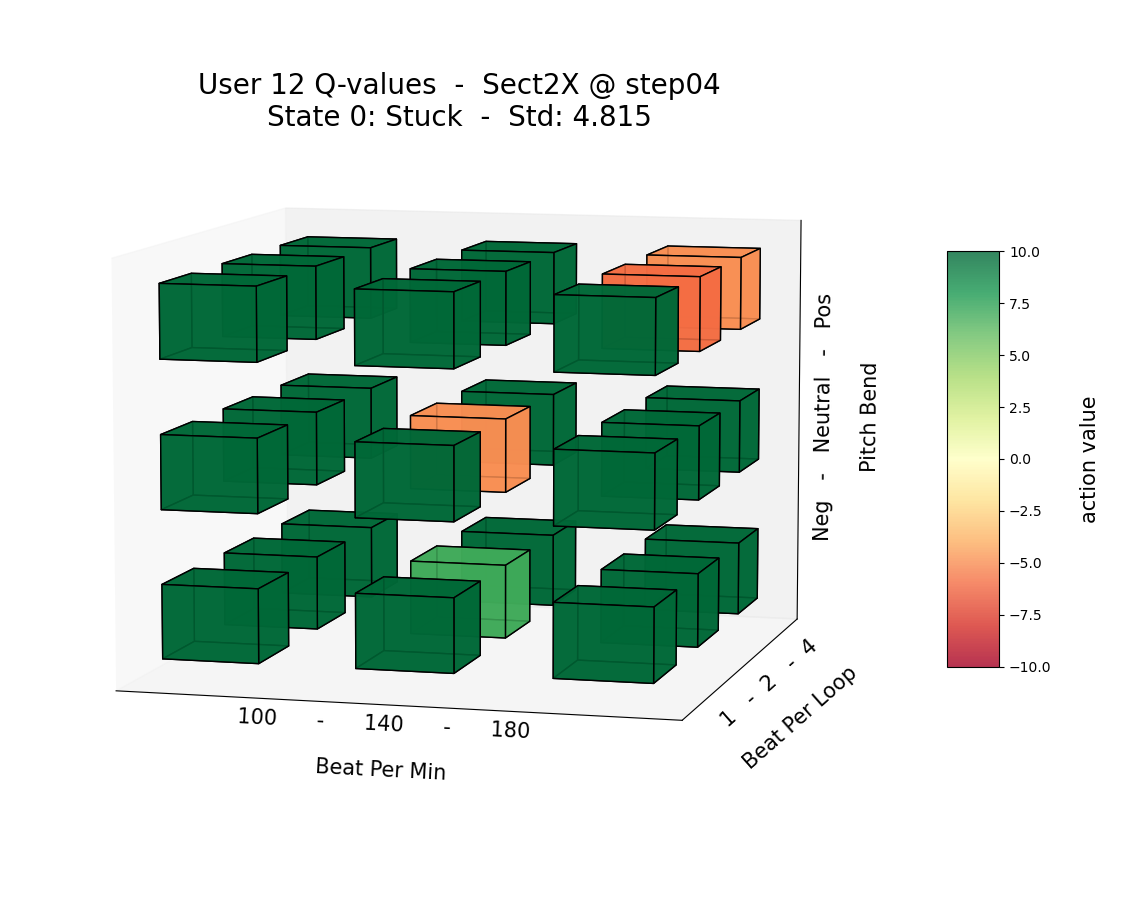 User 12 Q-values - Sect2X @ step04
State 0: Stuck - Std: 4.815
Neg - Neutral - Pos
Pitch Bend
100 - 140 - 180
Beat Per Min
1 - 2 - 4
Beat Per Loop
10.0
7.5
5.0
2.5
0.0
−2.5
−5.0
−7.5
−10.0
action value